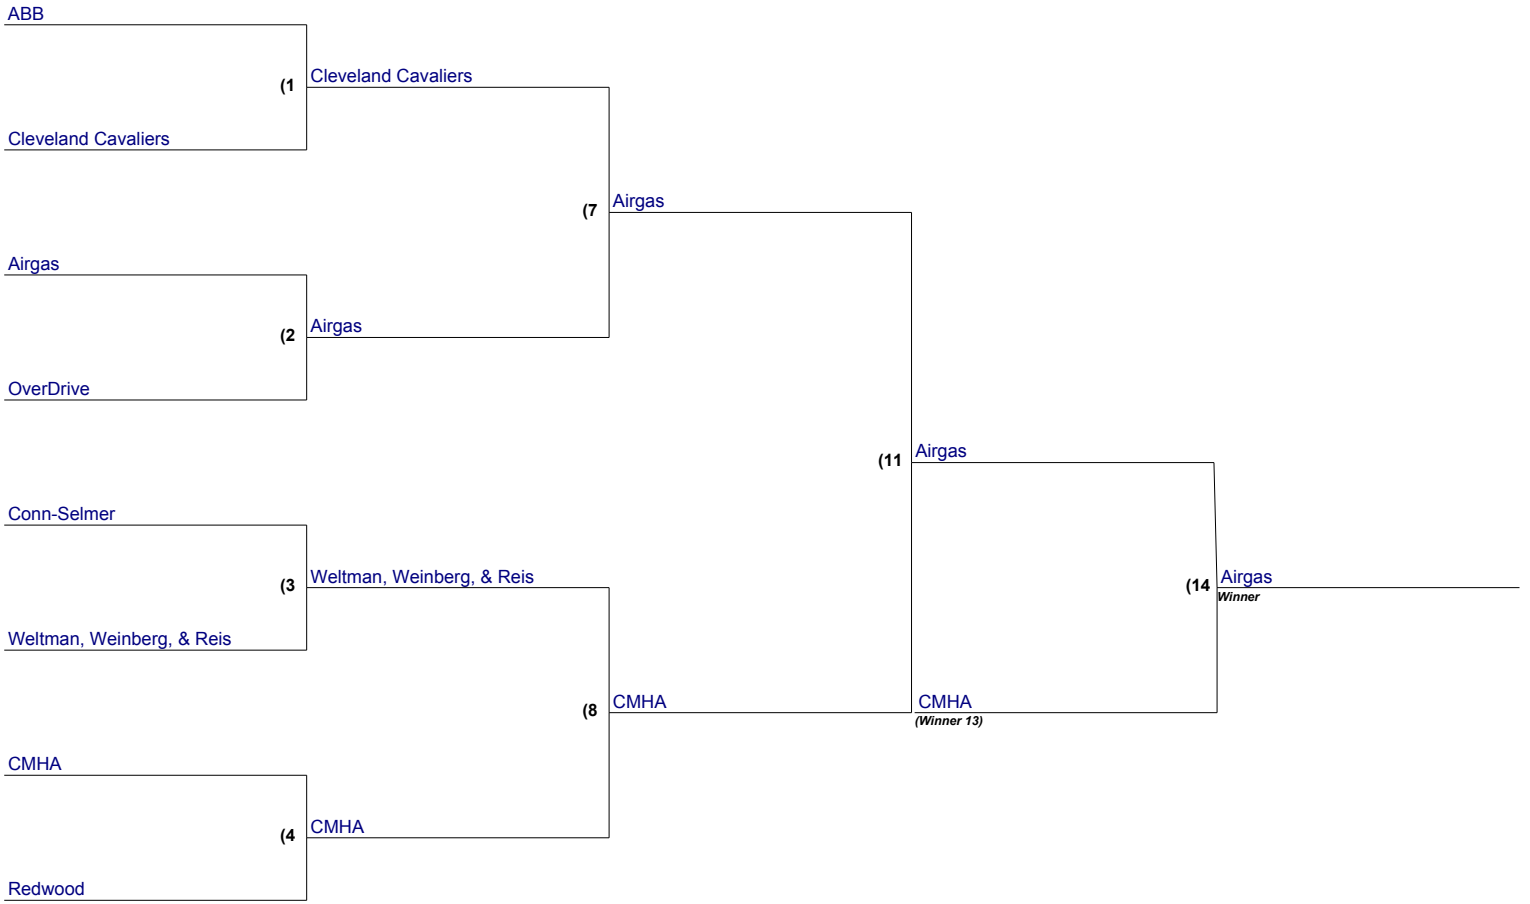 ABB
(1
Cleveland Cavaliers
Cleveland Cavaliers
(7
Airgas
Airgas
(2
Airgas
OverDrive
(11
Airgas
Conn-Selmer
(3
Weltman, Weinberg, & Reis
(14
Airgas
Winner
Weltman, Weinberg, & Reis
(8
CMHA
CMHA
(Winner 13)
CMHA
(4
CMHA
Redwood